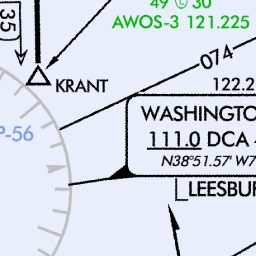 49 Ⓛ 30
AWOS-3 121.225
35
074
KRANT
122.2
WASHINGTO
111.0 DCA
P-56
N38°51.57' W7
LEESBU